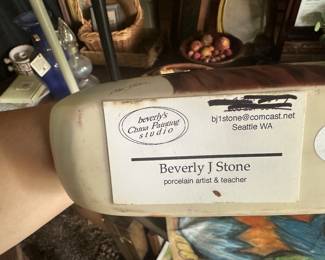 beverly's
China Painting
studio
bj1stone@comcast.net
Seattle WA
Beverly J Stone
porcelain artist & teacher